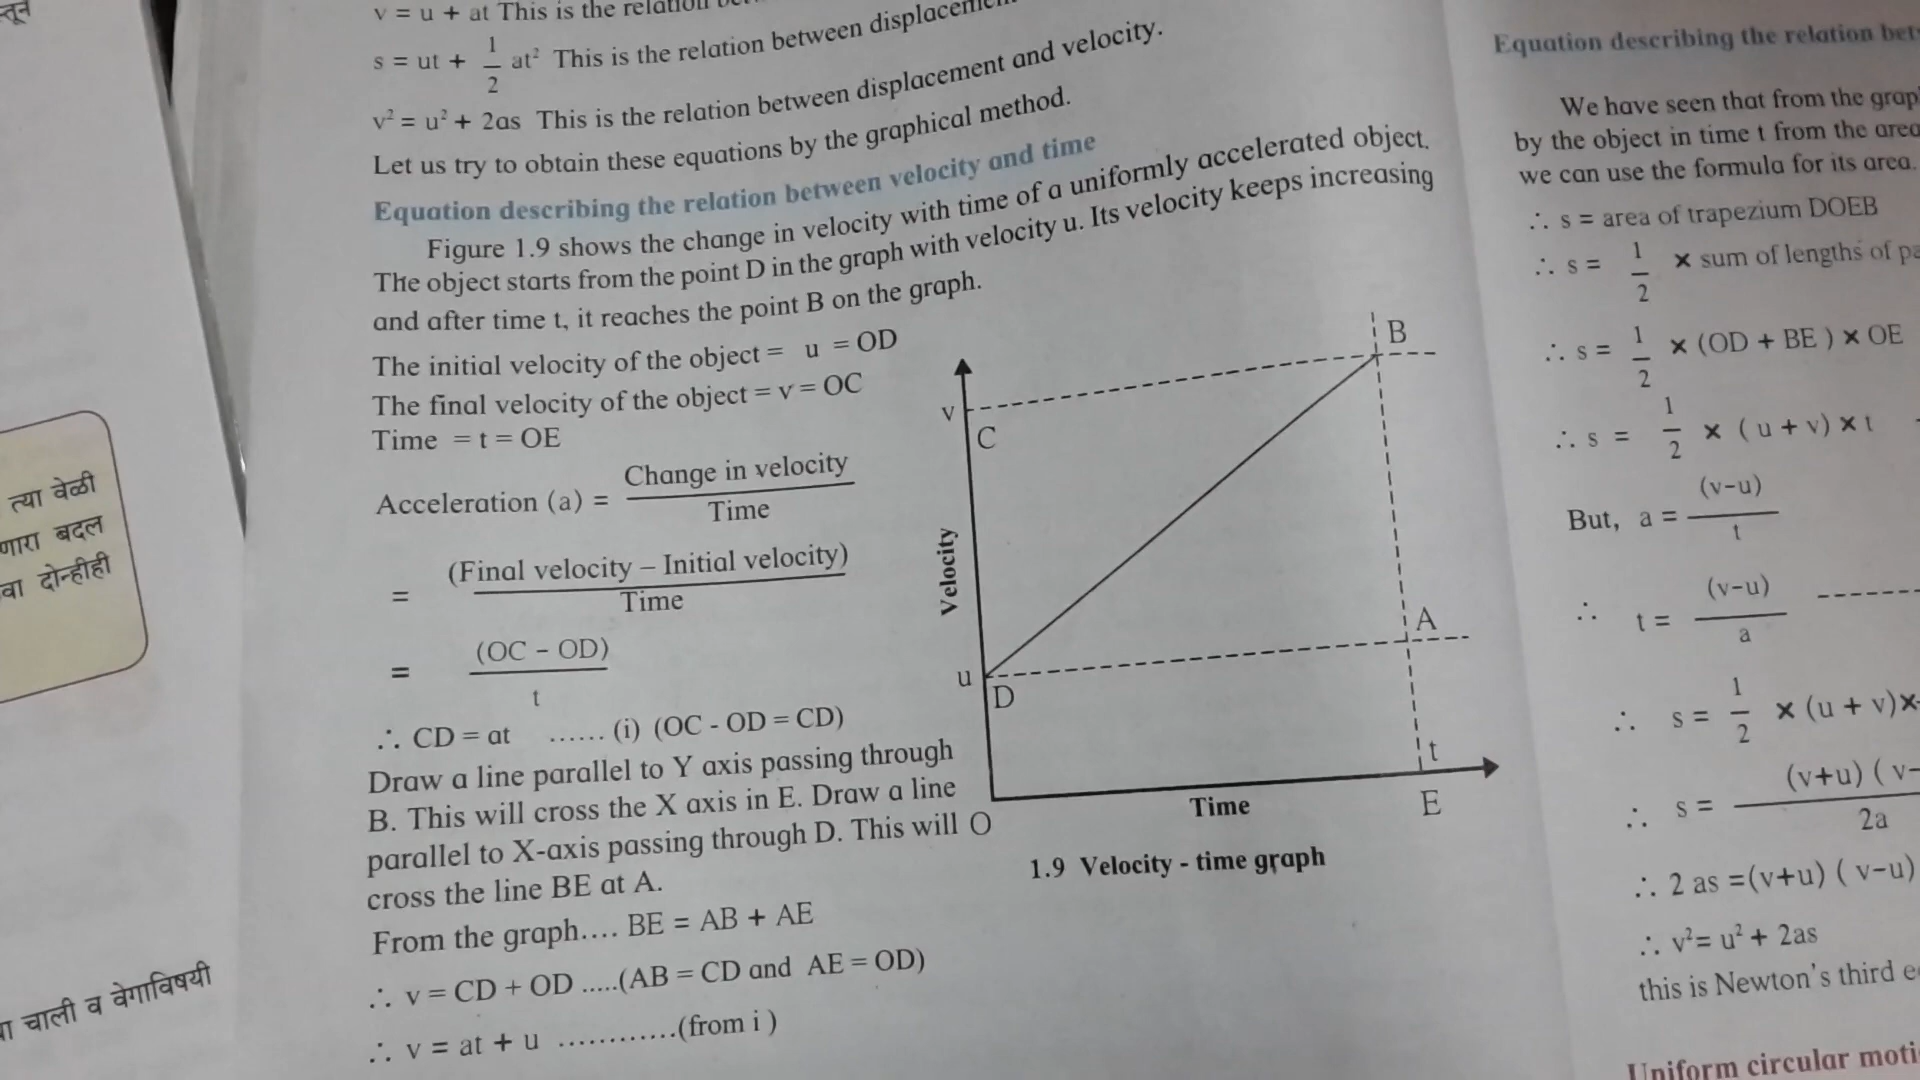 त्या वेळी
णारा बदल
वा दोन्हीही
चाली व वेगाविषयी
v = u + at This is the relation
s = ut + 1/2 at² This is the relation between displacement
v² = u² + 2as This is the relation between displacement and velocity.
Let us try to obtain these equations by the graphical method.
Equation describing the relation between velocity and time
Figure 1.9 shows the change in velocity with time of a uniformly accelerated object.
The object starts from the point D in the graph with velocity u. Its velocity keeps increasing
and after time t, it reaches the point B on the graph.
The initial velocity of the object = u = OD
The final velocity of the object = v = OC
Time = t = OE
Acceleration (a) = Change in velocity / Time
= (Final velocity – Initial velocity) / Time
= (OC - OD) / t
∴ CD = at ...... (i) (OC - OD = CD)
Draw a line parallel to Y axis passing through
B. This will cross the X axis in E. Draw a line
parallel to X-axis passing through D. This will
cross the line BE at A.
From the graph.... BE = AB + AE
∴ v = CD + OD .....(AB = CD and AE = OD)
∴ v = at + u ............(from i )
B
v
C
Velocity
A
u
D
t
O
Time
E
1.9 Velocity - time graph
Equation describing the relation
We have seen that from the
by the object in time t from the
we can use the formula for its area.
∴ s = area of trapezium DOEB
∴ s = 1/2 × sum of lengths of
∴ s = 1/2 × (OD + BE ) × OE
∴ s = 1/2 × ( u + v) × t
But, a = (v–u) / t
∴ t = (v–u) / a --------
∴ s = 1/2 × (u + v)×
∴ s = (v+u) ( v– / 2a
∴ 2 as =(v+u) ( v–u)
∴ v²= u² + 2as
this is Newton's third
Uniform circular